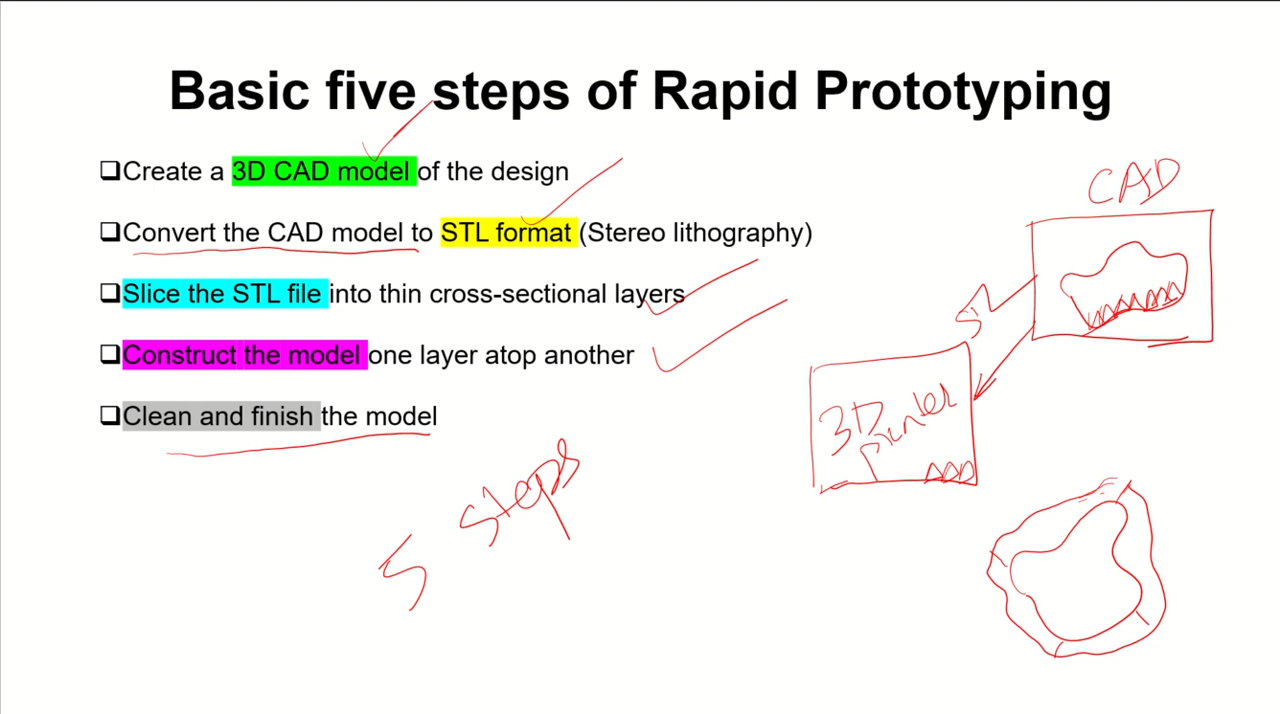 Basic five steps of Rapid Prototyping
❑Create a 3D CAD model of the design
❑Convert the CAD model to STL format (Stereo lithography)
❑Slice the STL file into thin cross-sectional layers
❑Construct the model one layer atop another
❑Clean and finish the model
CAD
3D
printer
5 steps